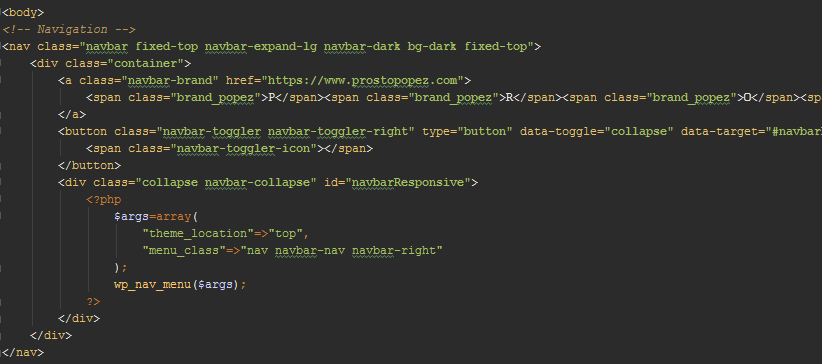 <body>
<!-- Navigation -->
<nav class="navbar fixed-top navbar-expand-lg navbar-dark bg-dark fixed-top">
<div class="container">
<a class="navbar-brand" href="https://www.prostopopez.com">
<span class="brand_popez">P</span><span class="brand_popez">R</span><span class="brand_popez">O</span><sp
</a>
<button class="navbar-toggler navbar-toggler-right" type="button" data-toggle="collapse" data-target="#navbar
<span class="navbar-toggler-icon"></span>
</button>
<div class="collapse navbar-collapse" id="navbarResponsive">
<?php
$args=array(
"theme_location"=>"top",
"menu_class"=>"nav navbar-nav navbar-right"
);
wp_nav_menu($args);
?>
</div>
</div>
</nav>